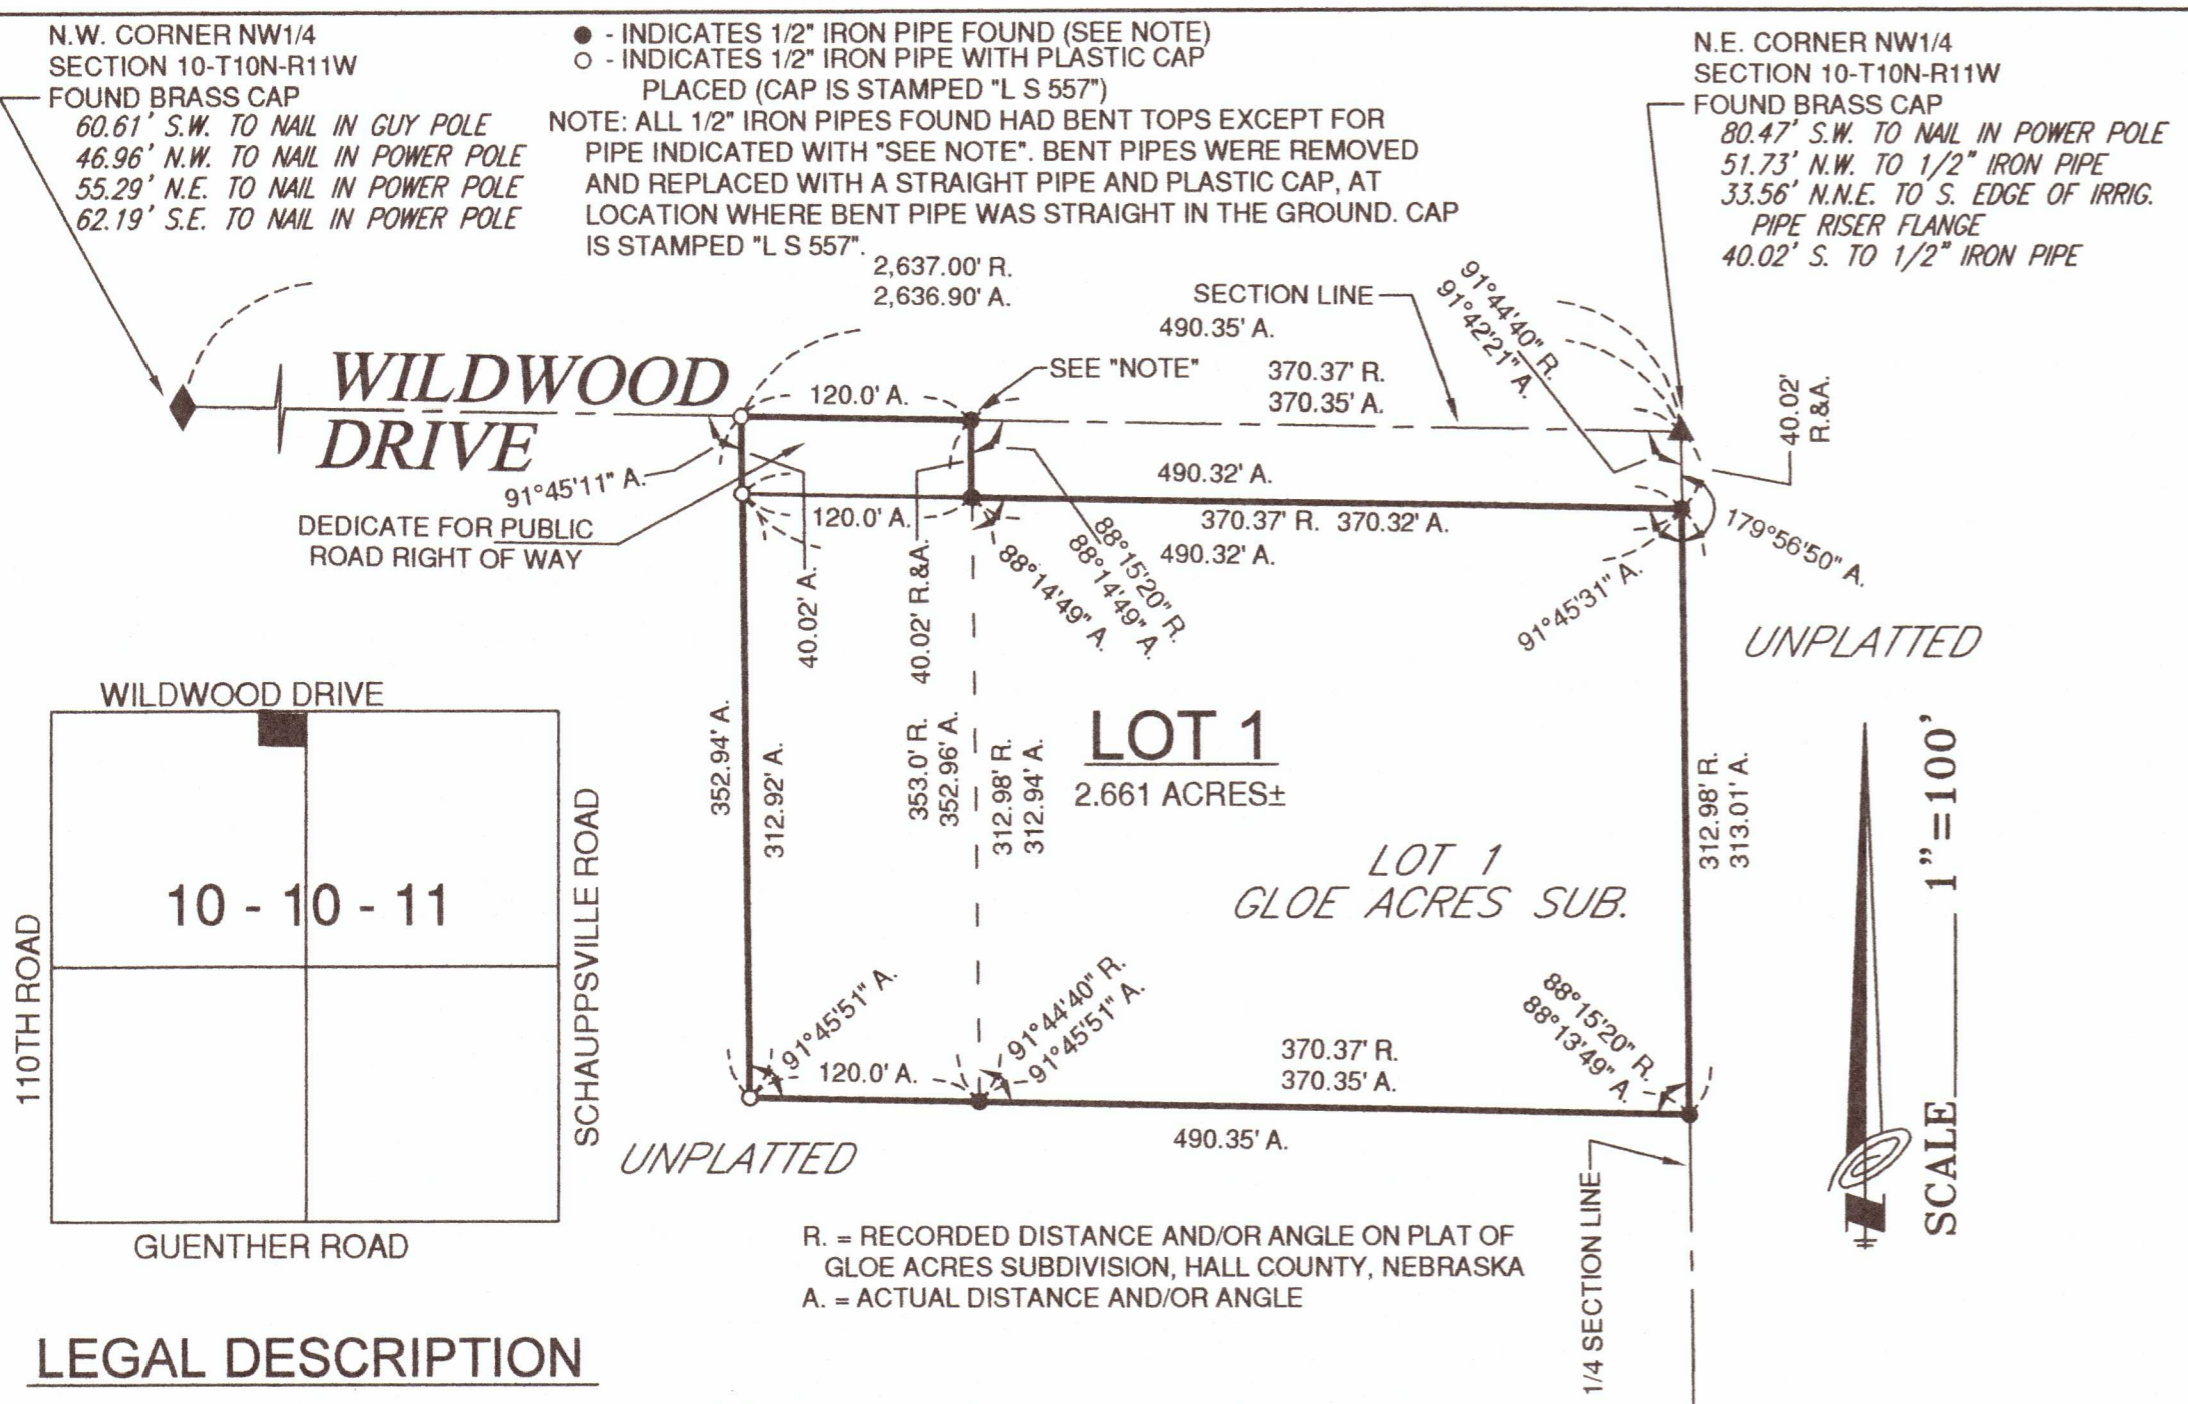 N.W. CORNER NW1/4
SECTION 10-T10N-R11W
FOUND BRASS CAP
60.61' S.W. TO NAIL IN GUY POLE
46.96' N.W. TO NAIL IN POWER POLE
55.29' N.E. TO NAIL IN POWER POLE
62.19' S.E. TO NAIL IN POWER POLE
● - INDICATES 1/2" IRON PIPE FOUND (SEE NOTE)
○ - INDICATES 1/2" IRON PIPE WITH PLASTIC CAP
PLACED (CAP IS STAMPED "L S 557")
NOTE: ALL 1/2" IRON PIPES FOUND HAD BENT TOPS EXCEPT FOR
PIPE INDICATED WITH "SEE NOTE". BENT PIPES WERE REMOVED
AND REPLACED WITH A STRAIGHT PIPE AND PLASTIC CAP, AT
LOCATION WHERE BENT PIPE WAS STRAIGHT IN THE GROUND. CAP
IS STAMPED "L S 557".
N.E. CORNER NW1/4
SECTION 10-T10N-R11W
FOUND BRASS CAP
80.47' S.W. TO NAIL IN POWER POLE
51.73' N.W. TO 1/2" IRON PIPE
33.56' N.N.E. TO S. EDGE OF IRRIG.
PIPE RISER FLANGE
40.02' S. TO 1/2" IRON PIPE
2,637.00' R.
2,636.90' A.
SECTION LINE
490.35' A.
91°44'40" R.
91°42'21" A.
WILDWOOD
DRIVE
120.0' A.
SEE "NOTE"
370.37' R.
370.35' A.
40.02'
R.&A.
91°45'11" A.
490.32' A.
DEDICATE FOR PUBLIC
ROAD RIGHT OF WAY
120.0' A.
370.37' R. 370.32' A.
490.32' A.
179°56'50" A.
40.02' A.
40.02' R.&A.
88°14'49" A.
88°15'20" R.
88°14'49" A.
91°45'31" A.
UNPLATTED
WILDWOOD DRIVE
10 - 10 - 11
110TH ROAD
SCHAUPPSVILLE ROAD
GUENTHER ROAD
352.94' A.
312.92' A.
353.0' R.
352.96' A.
312.98' R.
312.94' A.
LOT 1
2.661 ACRES±
LOT 1
GLOE ACRES SUB.
312.98' R.
313.01' A.
SCALE 1"=100'
N
91°45'51" A.
120.0' A.
91°44'40" R.
91°45'51" A.
370.37' R.
370.35' A.
88°15'20" R.
88°13'49" A.
490.35' A.
UNPLATTED
1/4 SECTION LINE
R. = RECORDED DISTANCE AND/OR ANGLE ON PLAT OF
GLOE ACRES SUBDIVISION, HALL COUNTY, NEBRASKA
A. = ACTUAL DISTANCE AND/OR ANGLE
LEGAL DESCRIPTION